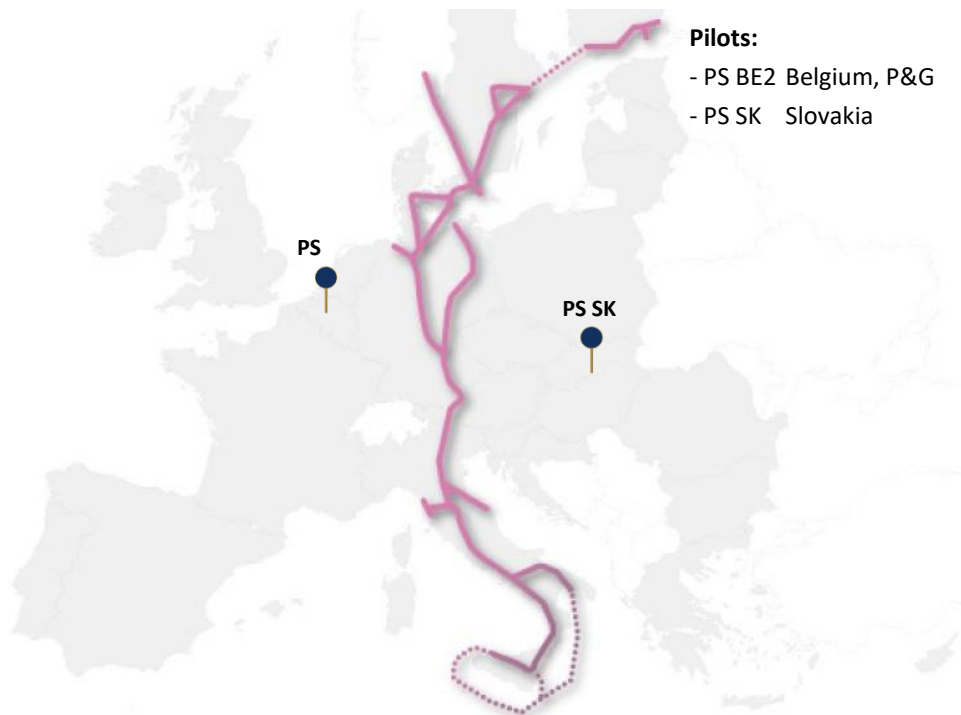 Pilots:
- PS BE2 Belgium, P&G
- PS SK Slovakia
PS
PS SK